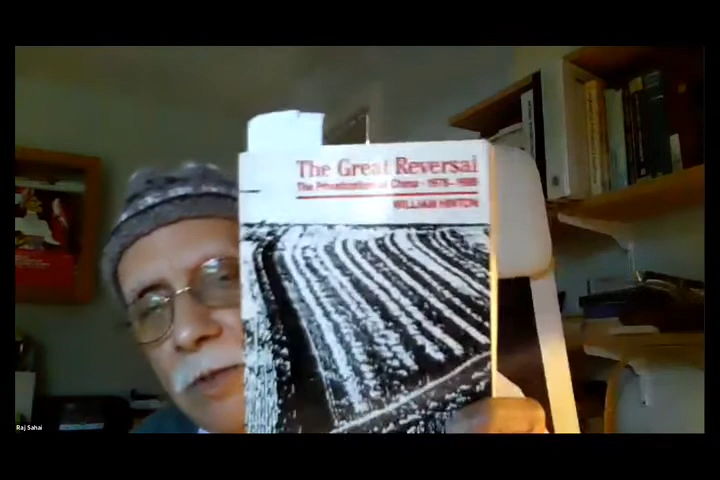 The Great Reversal
The Privatization of China 1978-1989
WILLIAM HINTON
Raj Sahai